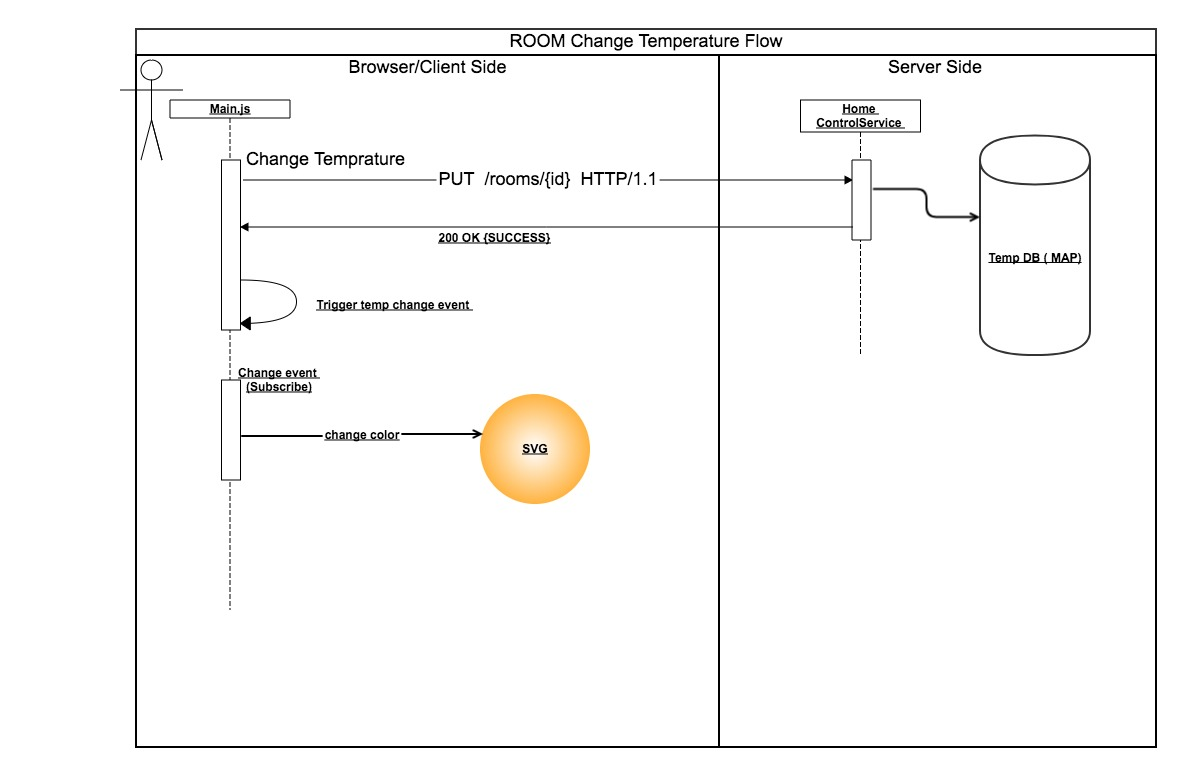 ROOM Change Temperature Flow
Browser/Client Side
Server Side
Main.js
Home
ControlService
Change Temprature
PUT /rooms/{id} HTTP/1.1
200 OK {SUCCESS}
Temp DB ( MAP)
Trigger temp change event
Change event
(Subscribe)
change color
SVG